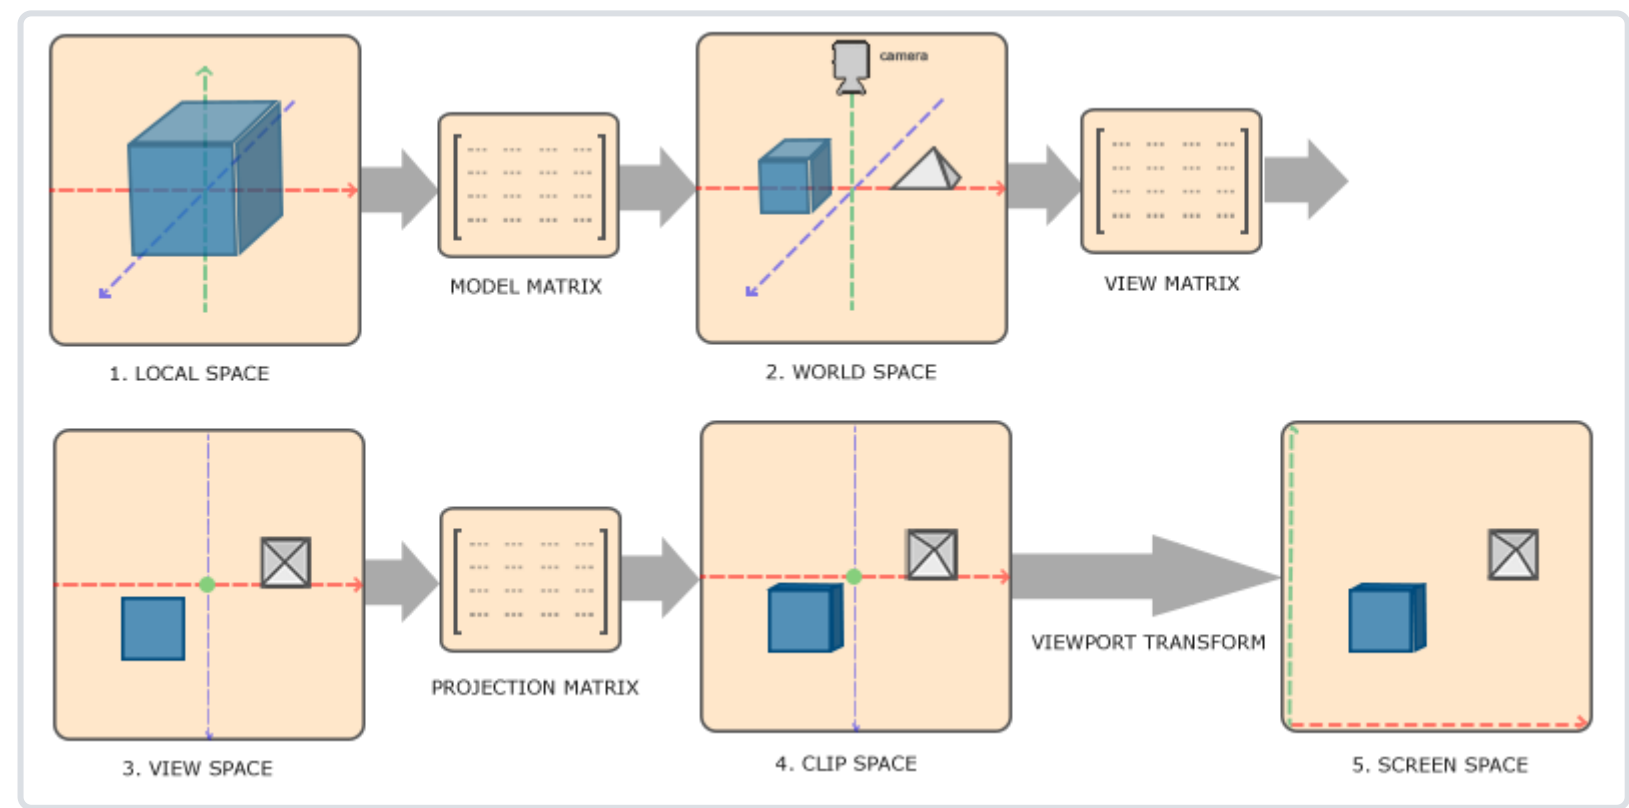 camera
MODEL MATRIX
VIEW MATRIX
1. LOCAL SPACE
2. WORLD SPACE
PROJECTION MATRIX
VIEWPORT TRANSFORM
3. VIEW SPACE
4. CLIP SPACE
5. SCREEN SPACE